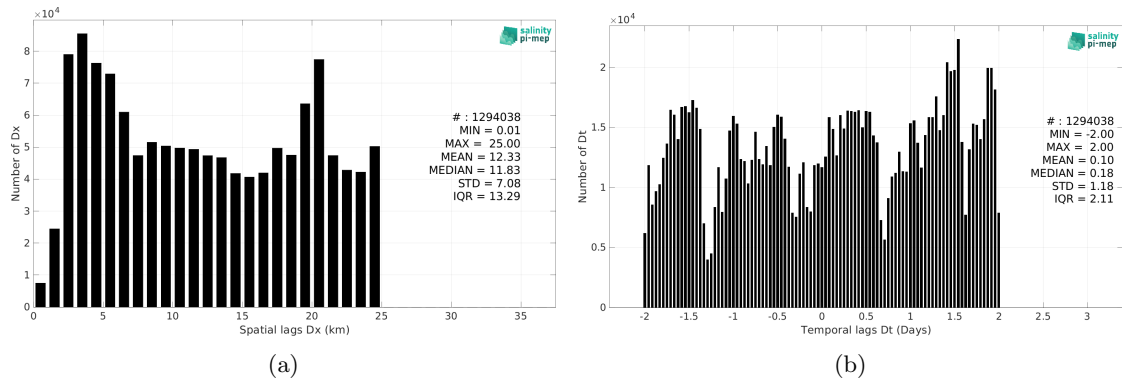 ×10⁴
salinity
pi-mep
9
8
7
6
5
4
3
2
1
0
Number of Dx
# : 1294038
MIN = 0.01
MAX = 25.00
MEAN = 12.33
MEDIAN = 11.83
STD = 7.08
IQR = 13.29
0 5 10 15 20 25 30 35
Spatial lags Dx (km)
(a)
×10⁴
salinity
pi-mep
2
1.5
1
0.5
0
Number of Dt
# : 1294038
MIN = -2.00
MAX = 2.00
MEAN = 0.10
MEDIAN = 0.18
STD = 1.18
IQR = 2.11
-2 -1.5 -1 -0.5 0 0.5 1 1.5 2 2.5 3
Temporal lags Dt (Days)
(b)